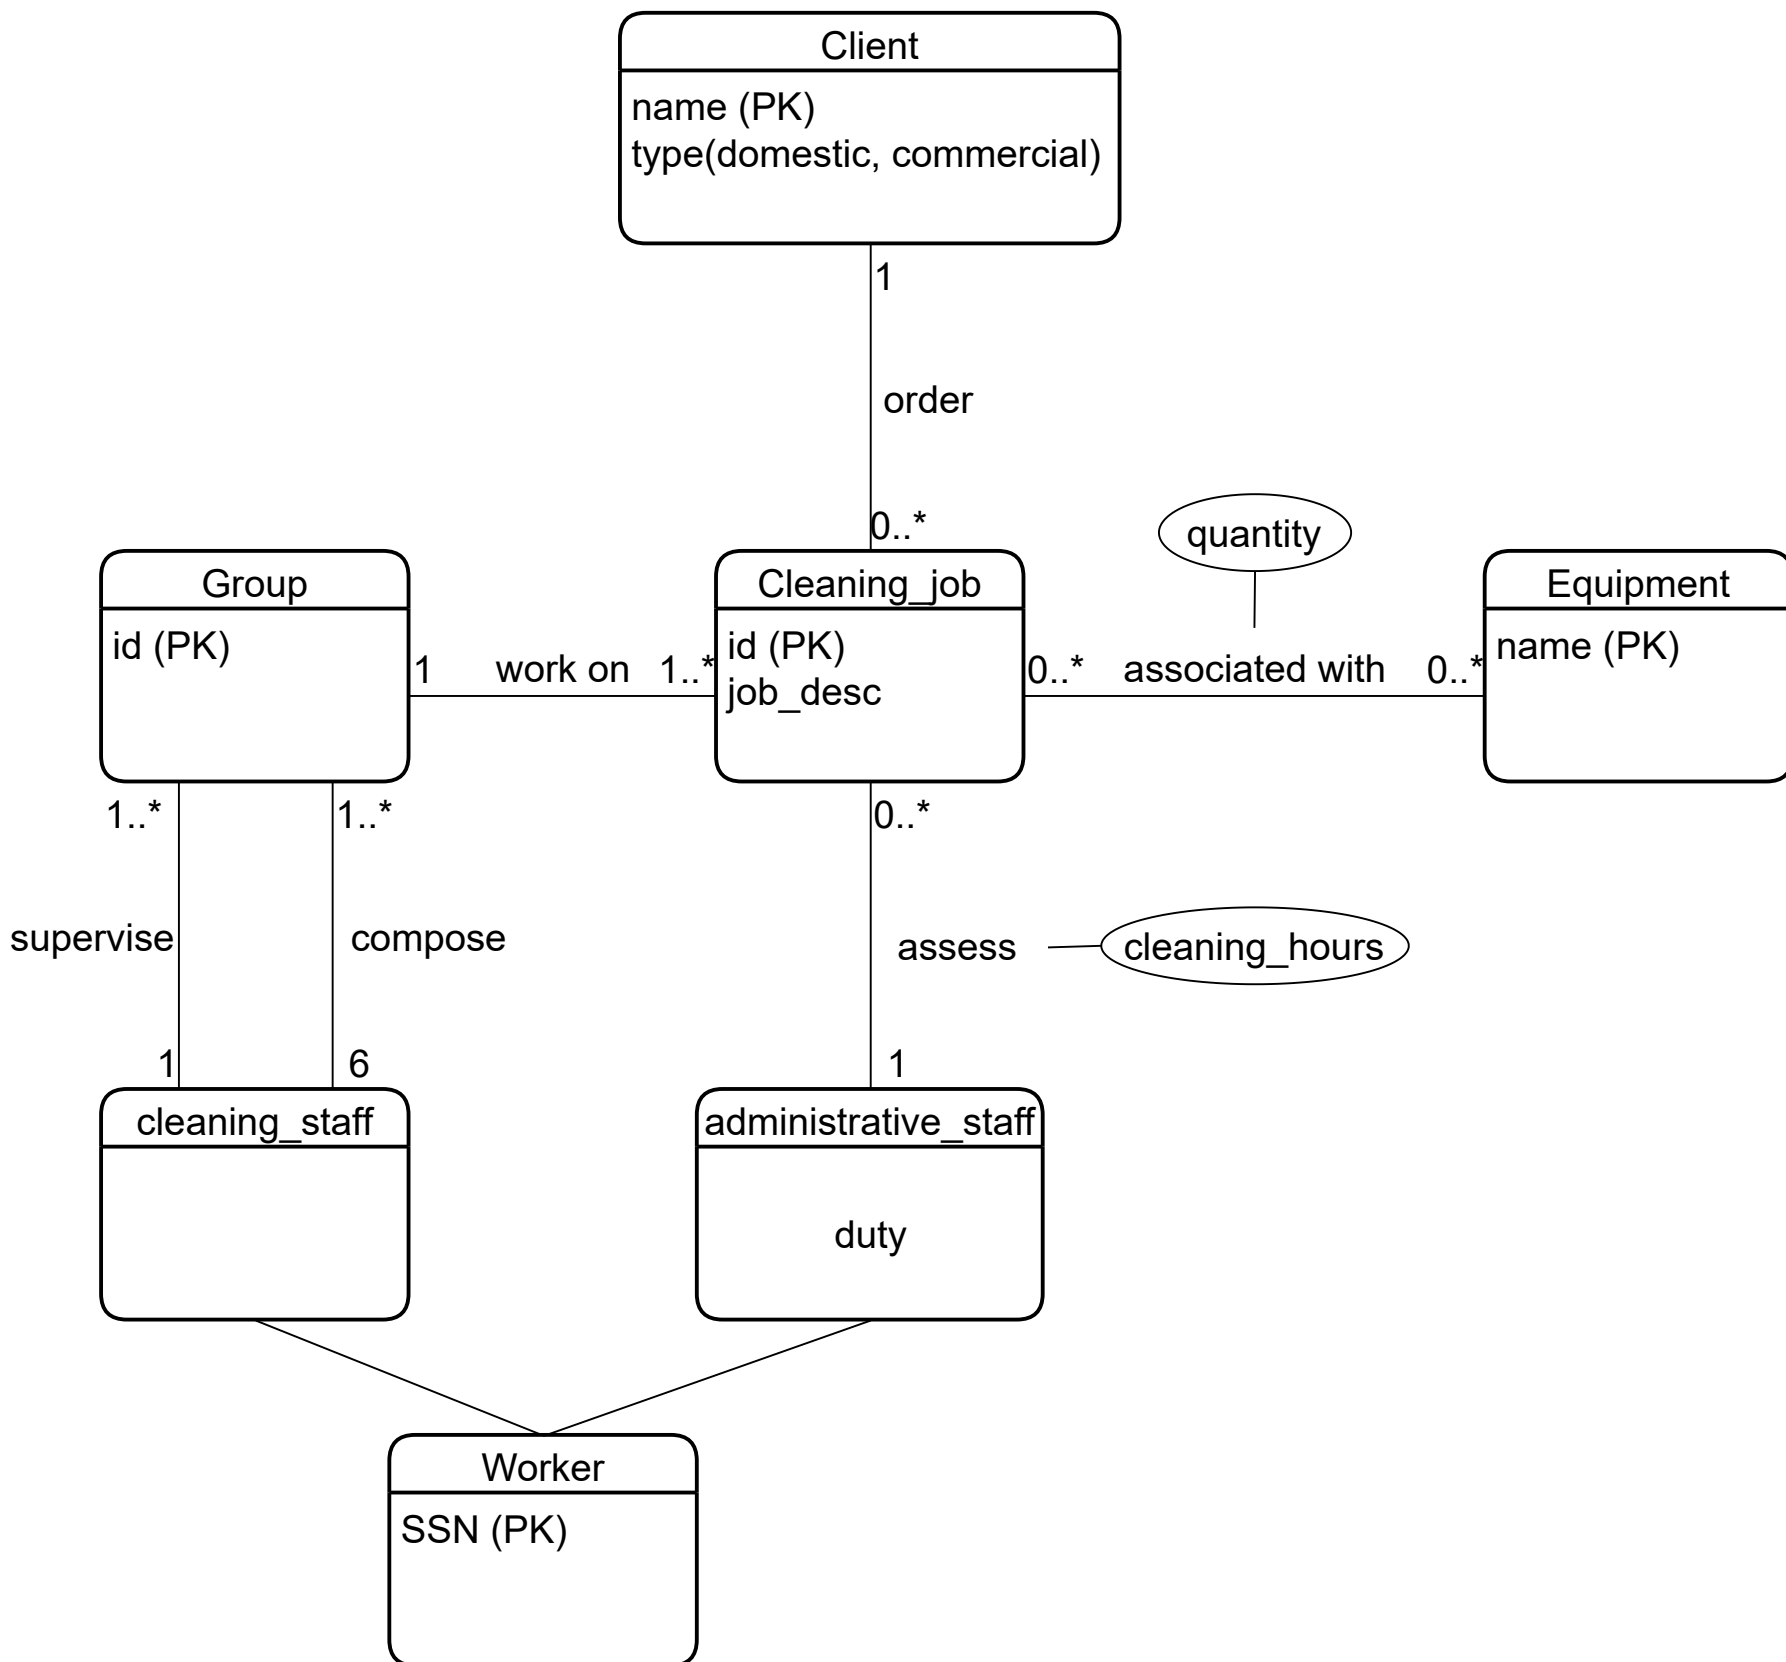 Client
name (PK)
type(domestic, commercial)
1
order
0..*
quantity
Group
id (PK)
1
work on
1..*
Cleaning_job
id (PK)
job_desc
0..*
associated with
0..*
Equipment
name (PK)
1..*
1..*
0..*
supervise
compose
assess
cleaning_hours
1
6
1
cleaning_staff
administrative_staff
duty
Worker
SSN (PK)